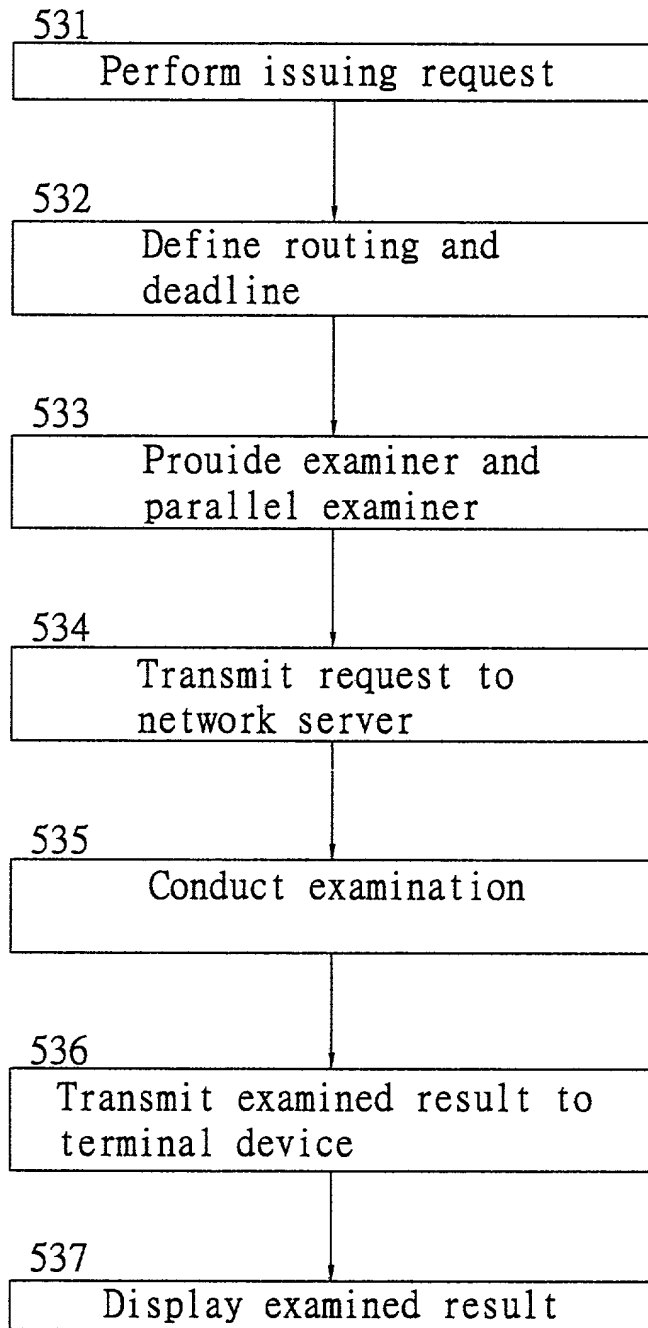 531
Perform issuing request
532
Define routing and
deadline
533
Prouide examiner and
parallel examiner
534
Transmit request to
network server
535
Conduct examination
536
Transmit examined result to
terminal device
537
Display examined result